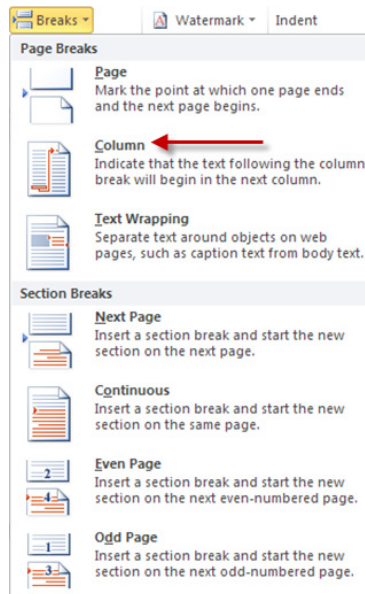 Breaks Watermark Indent
Page Breaks
Page
Mark the point at which one page ends
and the next page begins.
Column
Indicate that the text following the column
break will begin in the next column.
Text Wrapping
Separate text around objects on web
pages, such as caption text from body text.
Section Breaks
Next Page
Insert a section break and start the new
section on the next page.
Continuous
Insert a section break and start the new
section on the same page.
2
Even Page
4
Insert a section break and start the new
section on the next even-numbered page.
1
Odd Page
3
Insert a section break and start the new
section on the next odd-numbered page.